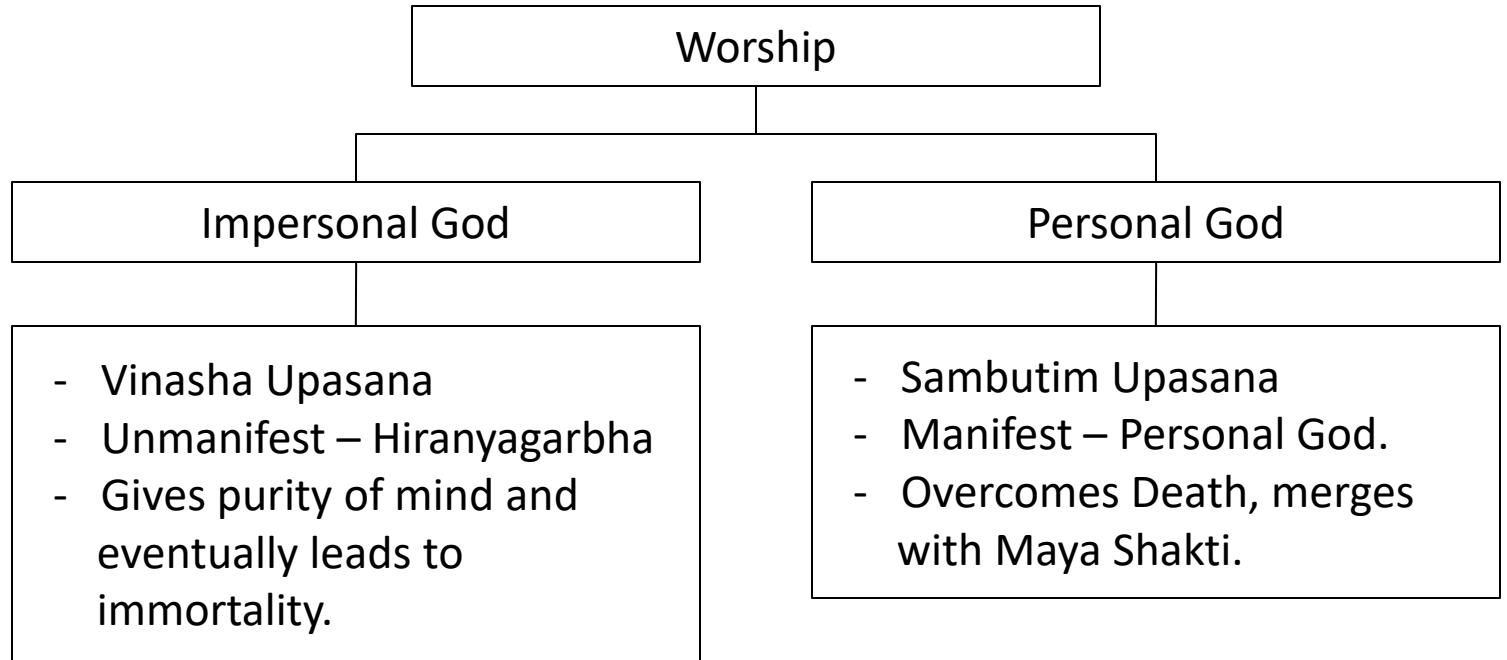 Worship
Impersonal God
Personal God
- Vinasha Upasana
- Unmanifest – Hiranyagarbha
- Gives purity of mind and
eventually leads to
immortality.
- Sambutim Upasana
- Manifest – Personal God.
- Overcomes Death, merges
with Maya Shakti.